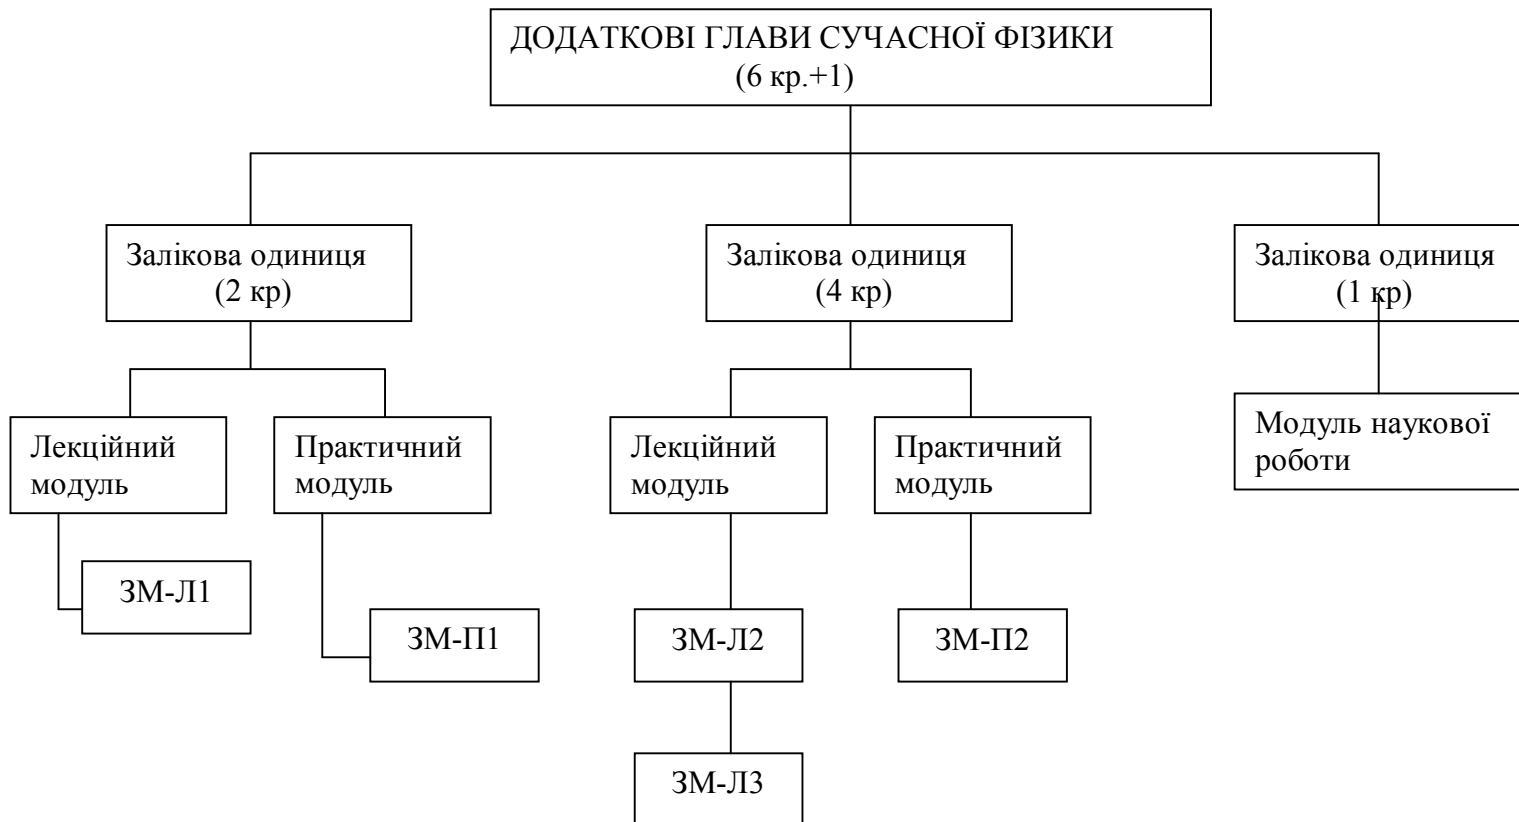 ДОДАТКОВІ ГЛАВИ СУЧАСНОЇ ФІЗИКИ
(6 кр.+1)
Залікова одиниця
(2 кр)
Залікова одиниця
(4 кр)
Залікова одиниця
(1 кр)
Лекційний
модуль
Практичний
модуль
Лекційний
модуль
Практичний
модуль
Модуль наукової
роботи
ЗМ-Л1
ЗМ-П1
ЗМ-Л2
ЗМ-П2
ЗМ-Л3